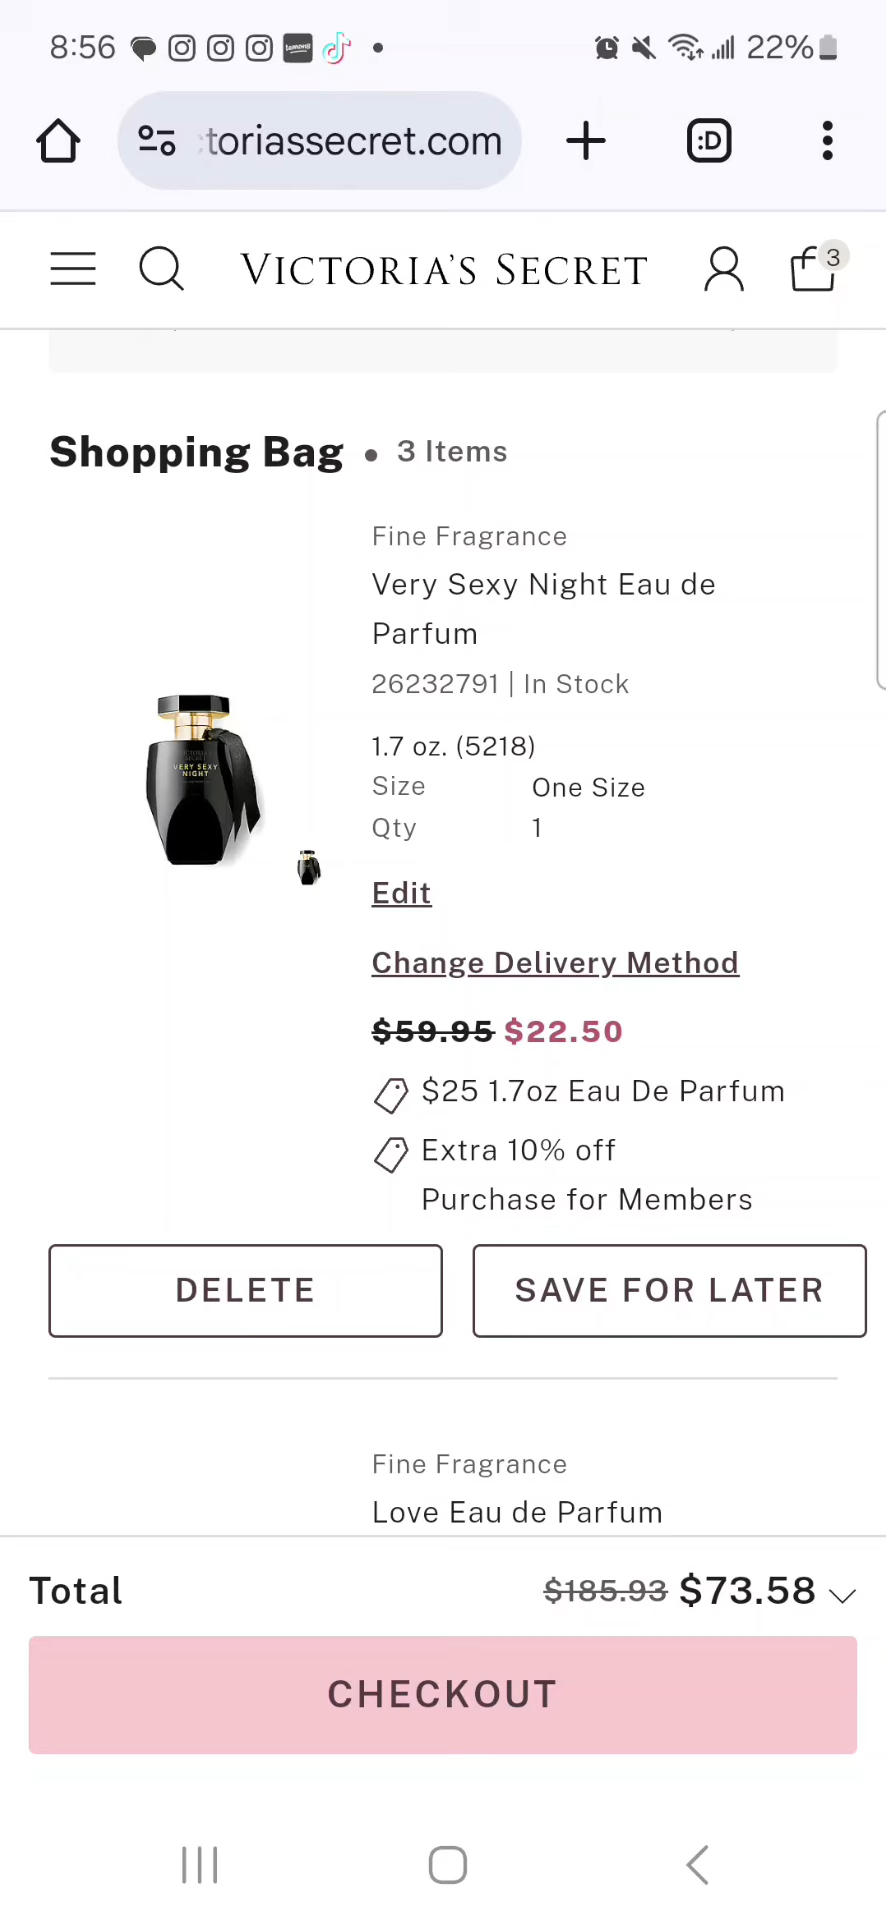 8:56
22%
toriassecret.com
:D
VICTORIA'S SECRET
3
Shopping Bag • 3 Items
Fine Fragrance
Very Sexy Night Eau de
Parfum
26232791 | In Stock
VERY SEXY
NIGHT
1.7 oz. (5218)
Size One Size
Qty 1
Edit
Change Delivery Method
$59.95 $22.50
$25 1.7oz Eau De Parfum
Extra 10% off
Purchase for Members
DELETE
SAVE FOR LATER
Fine Fragrance
Love Eau de Parfum
Total $185.93 $73.58
CHECKOUT